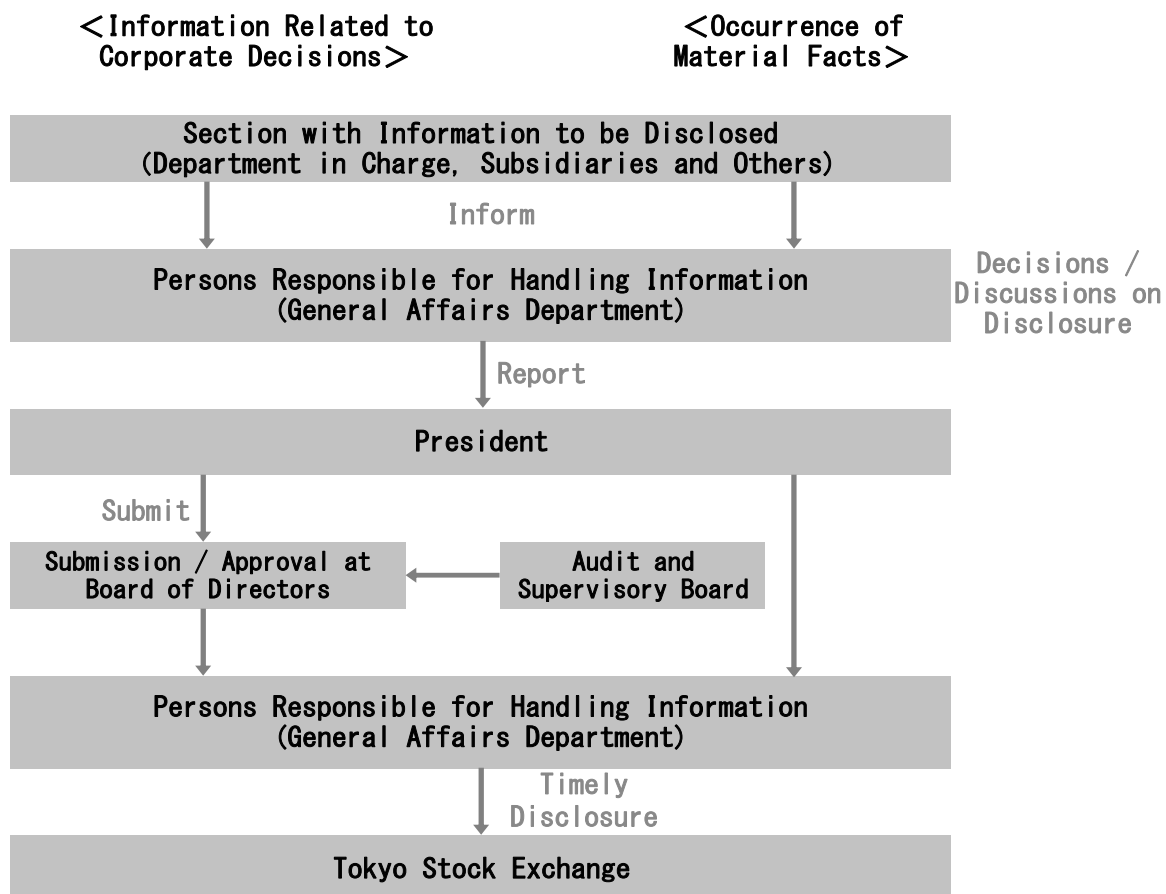 ＜Information Related to
Corporate Decisions＞
＜Occurrence of
Material Facts＞
Section with Information to be Disclosed
(Department in Charge, Subsidiaries and Others)
Inform
Persons Responsible for Handling Information
(General Affairs Department)
Decisions /
Discussions on
Disclosure
Report
President
Submit
Submission / Approval at
Board of Directors
Audit and
Supervisory Board
Persons Responsible for Handling Information
(General Affairs Department)
Timely
Disclosure
Tokyo Stock Exchange